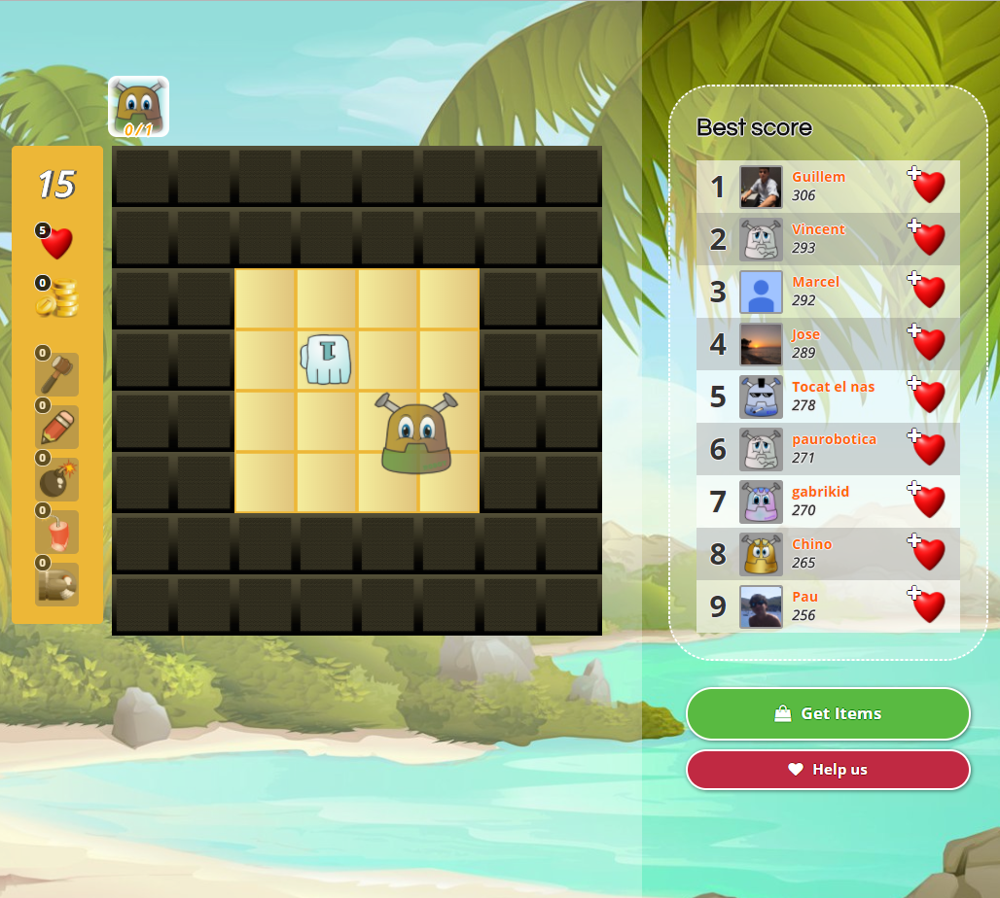 0/1
15
5
0
0
0
0
0
0
Best score
1 Guillem
306
2 Vincent
293
3 Marcel
292
4 Jose
289
5 Tocat el nas
278
6 paurobotica
271
7 gabrikid
270
8 Chino
265
9 Pau
256
Get Items
Help us